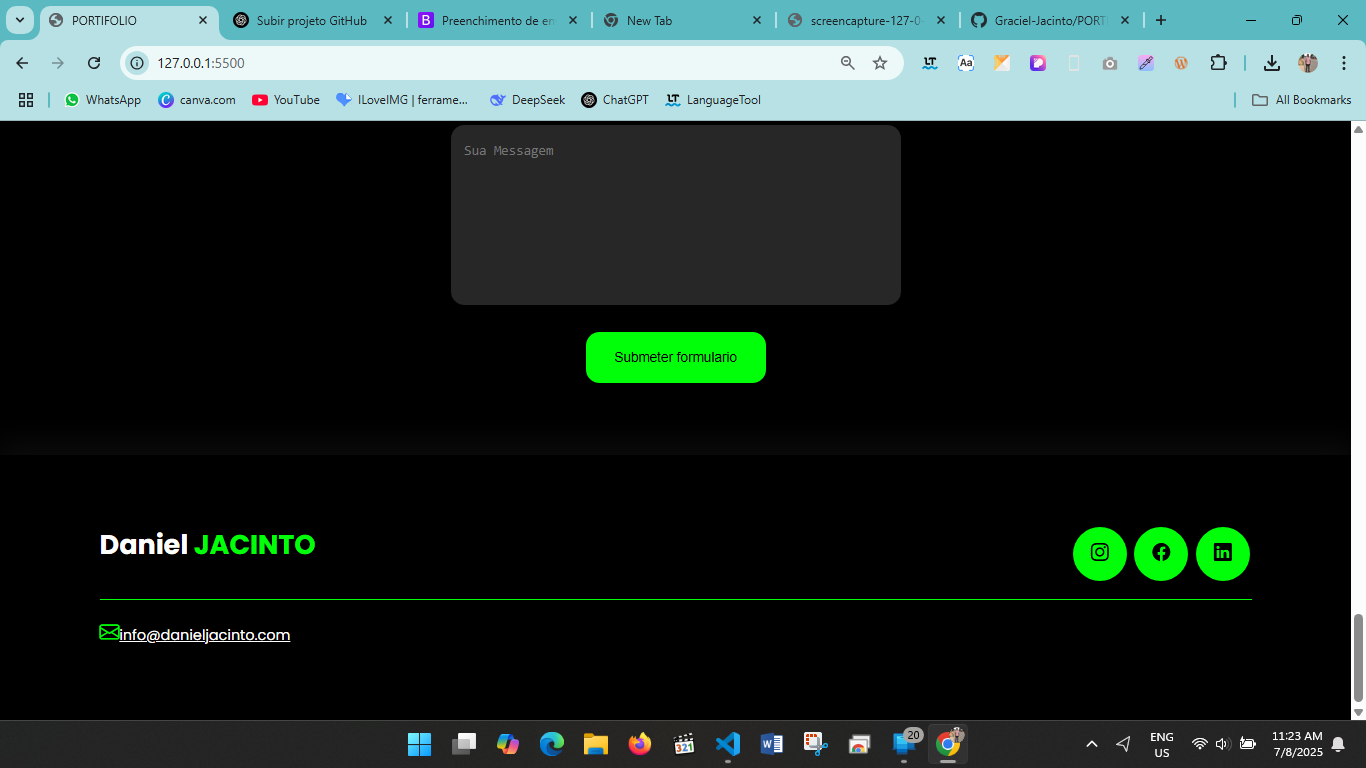 PORTIFOLIO
Subir projeto GitHub
Preenchimento de em
New Tab
screencapture-127-0
Graciel-Jacinto/PORT
127.0.0.1:5500
WhatsApp
canva.com
YouTube
ILoveIMG | ferrame...
DeepSeek
ChatGPT
LanguageTool
All Bookmarks
Sua Messagem
Submeter formulario
Daniel JACINTO
info@danieljacinto.com
20
ENG
US
11:23 AM
7/8/2025